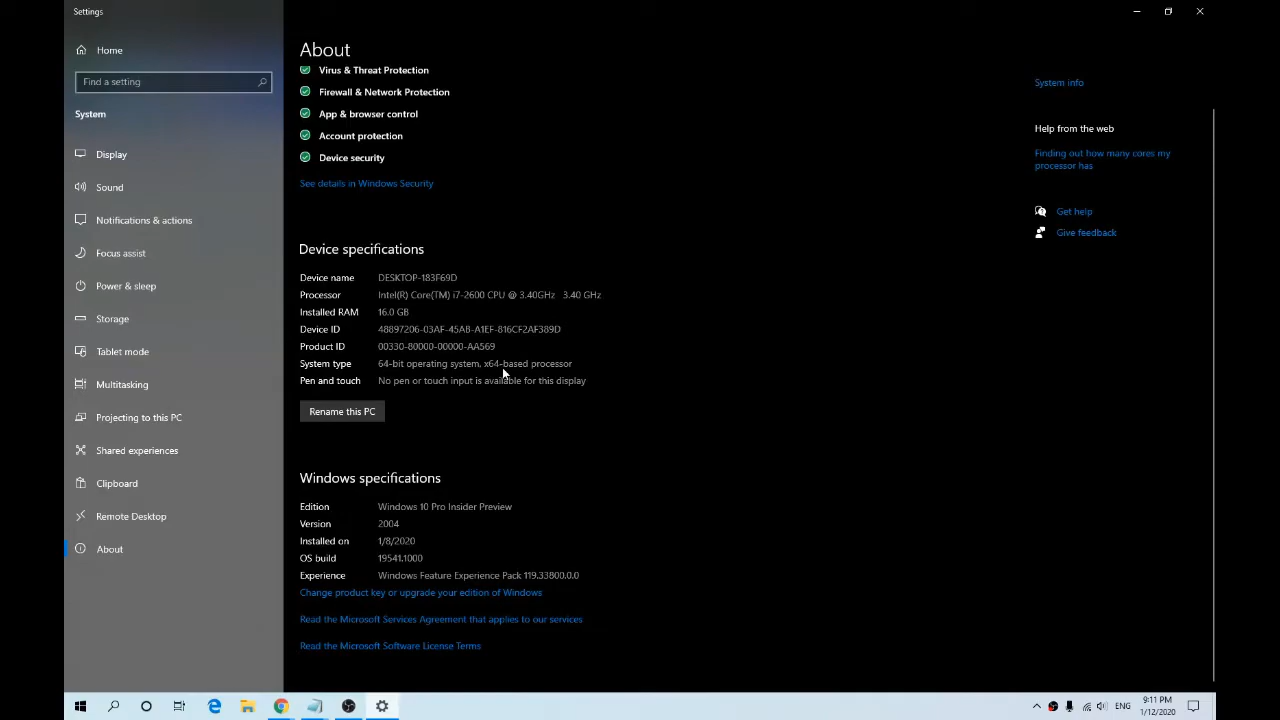 Settings
Home
Find a setting
System
Display
Sound
Notifications & actions
Focus assist
Power & sleep
Storage
Tablet mode
Multitasking
Projecting to this PC
Shared experiences
Clipboard
Remote Desktop
About
About
Virus & Threat Protection
Firewall & Network Protection
App & browser control
Account protection
Device security
See details in Windows Security
Device specifications
Device name DESKTOP-183F69D
Processor Intel(R) Core(TM) i7-2600 CPU @ 3.40GHz 3.40 GHz
Installed RAM 16.0 GB
Device ID 48897206-03AF-45AB-A1EF-816CF2AF389D
Product ID 00330-80000-00000-AA569
System type 64-bit operating system, x64-based processor
Pen and touch No pen or touch input is available for this display
Rename this PC
Windows specifications
Edition Windows 10 Pro Insider Preview
Version 2004
Installed on 1/8/2020
OS build 19541.1000
Experience Windows Feature Experience Pack 119.33800.0.0
Change product key or upgrade your edition of Windows
Read the Microsoft Services Agreement that applies to our services
Read the Microsoft Software License Terms
System info
Help from the web
Finding out how many cores my
processor has
Get help
Give feedback
ENG
9:11 PM
1/12/2020